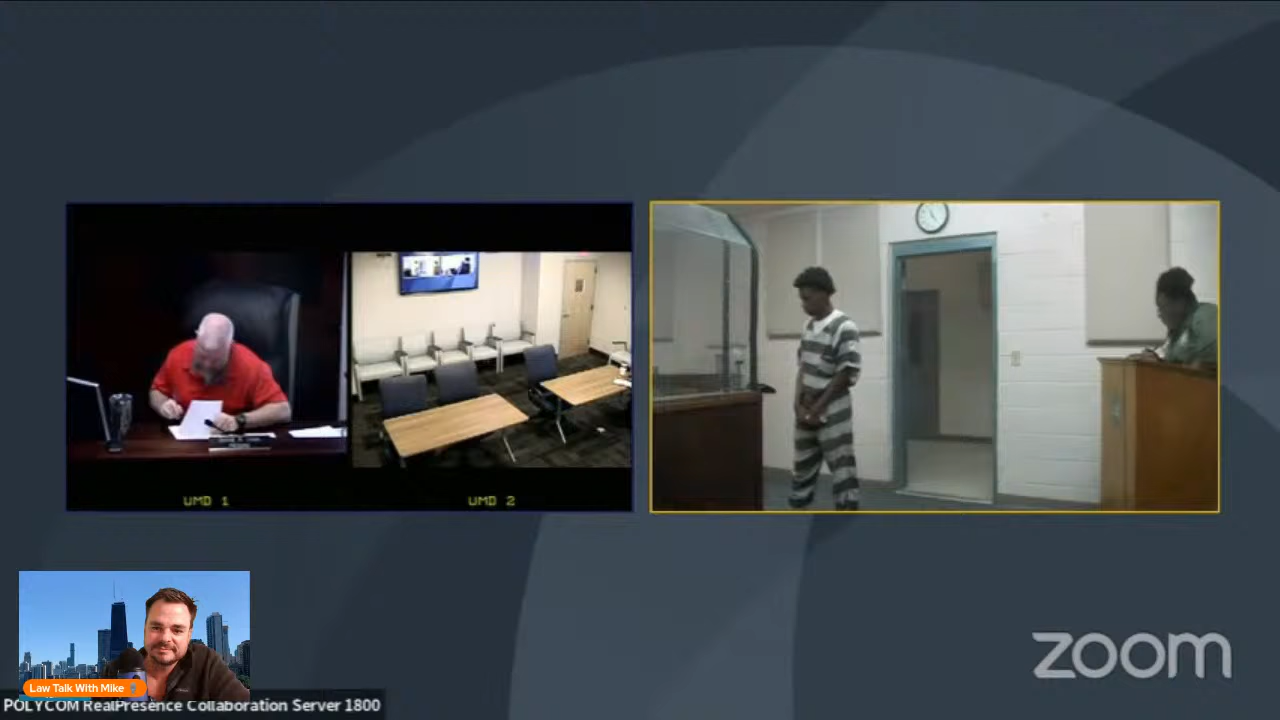 UMD 1
UMD 2
zoom
Law Talk With Mike
POLYCOM RealPresence Collaboration Server 1800